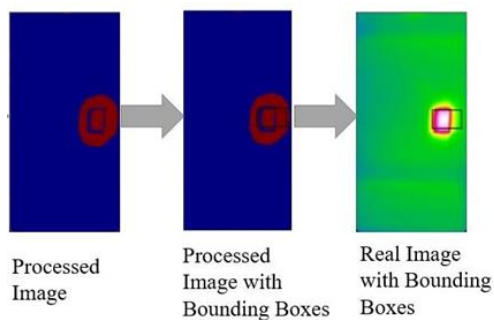 Processed
Image
Processed
Image with
Bounding Boxes
Real Image
with Bounding
Boxes